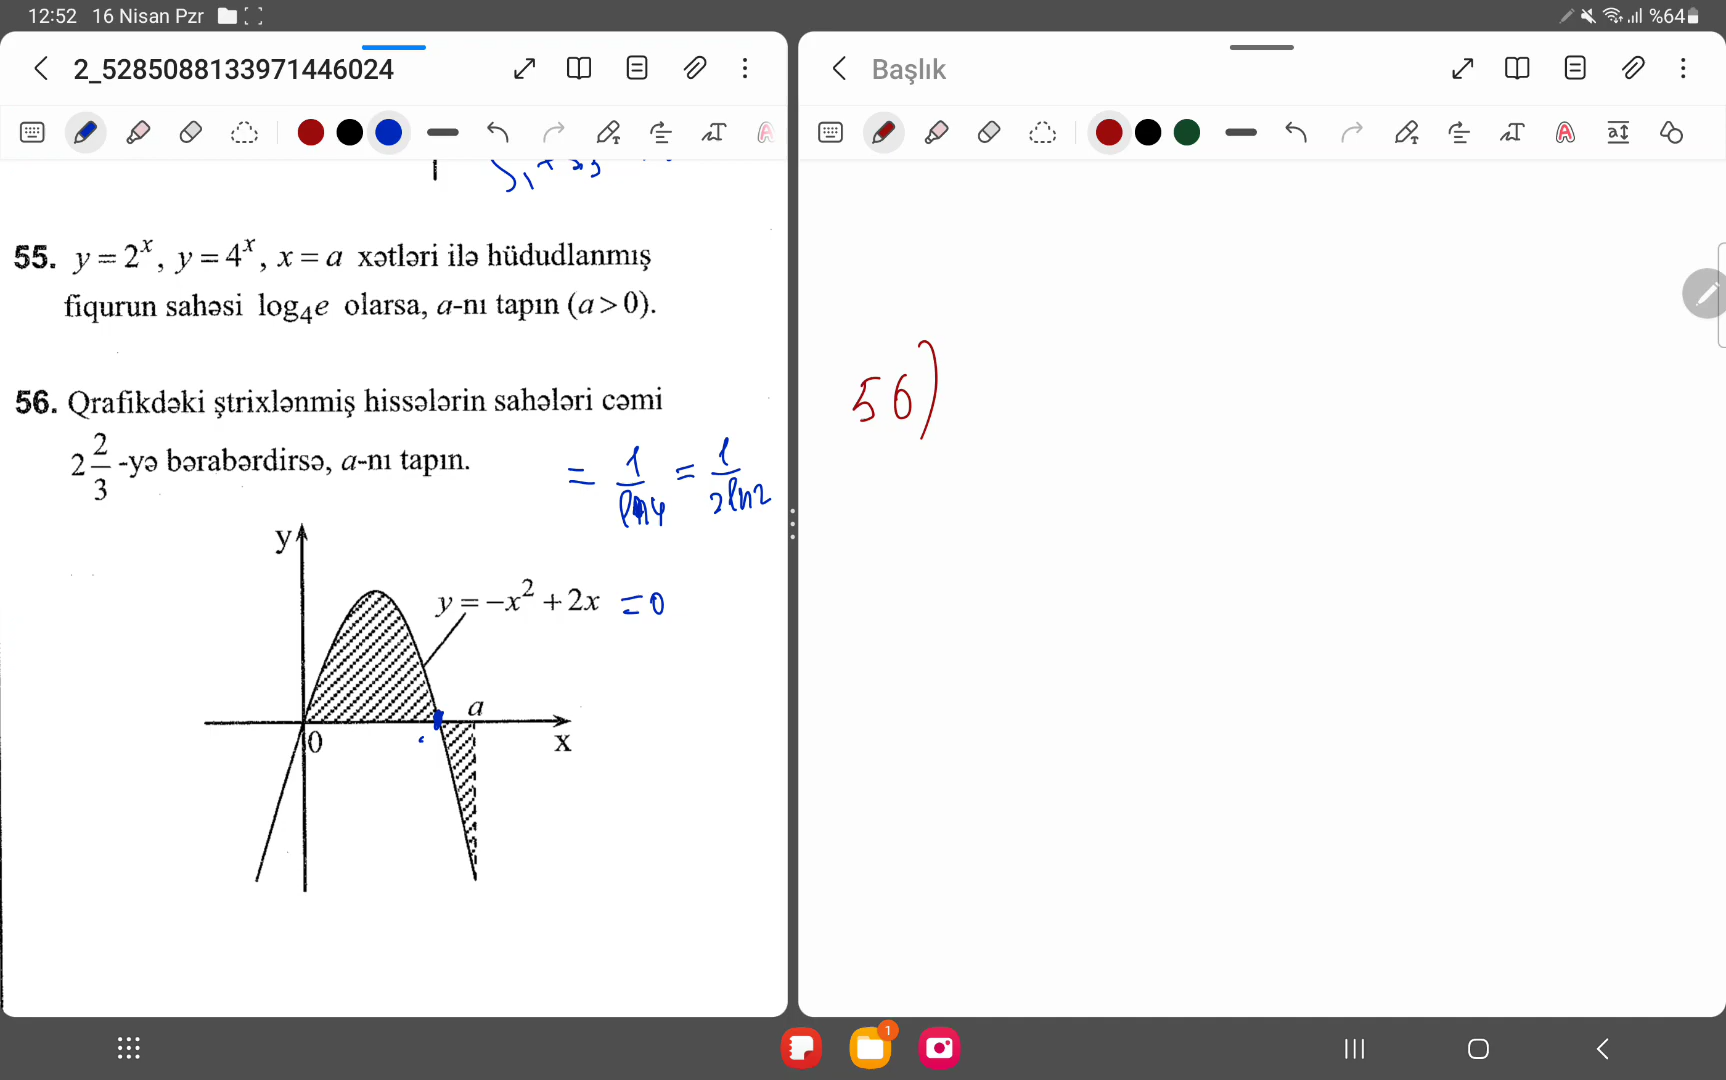 12:52 16 Nisan Pzr %64
2_5285088133971446024
Başlık
55. y = 2^x, y = 4^x, x = a xətləri ilə hüdudlanmış
fiqurun sahəsi log₄e olarsa, a-nı tapın (a > 0).
56. Qrafikdəki ştrixlənmiş hissələrin sahələri cəmi
2 2/3 -yə bərabərdirsə, a-nı tapın.
= 1/ln4 = 1/2ln2
y
y = −x² + 2x = 0
a
0
x
56)
1